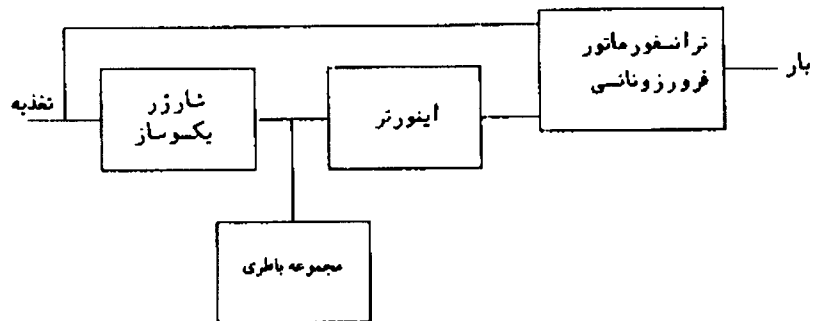 ترانسفورماتور
فرورزونانسی
بار
تغذیه
شارژر
یکسوساز
اینورتر
مجموعه باطری